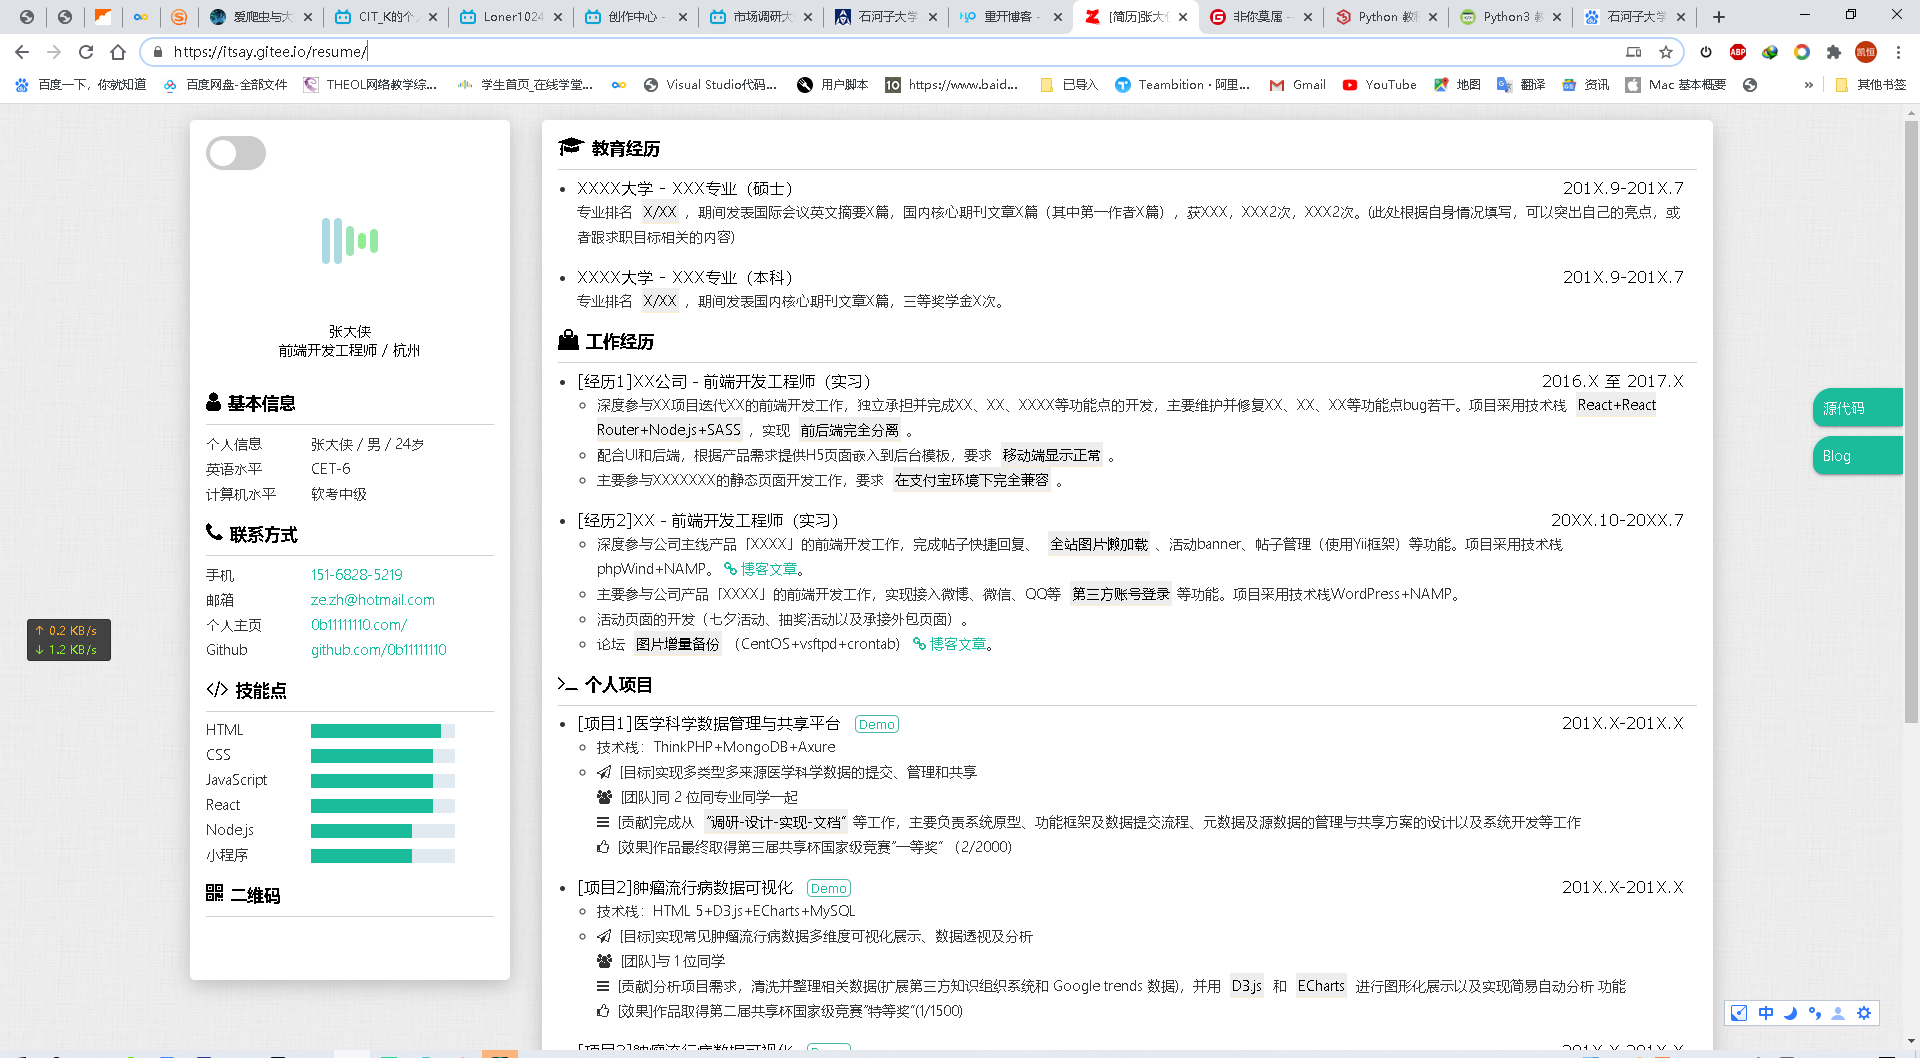 爱爬虫与大
CIT_K的个人
Loner1024
创作中心 -
市场调研大
石河子大学
重开博客 -
[简历]张大侠
非你莫属 -
Python 教程
Python3 教
石河子大学
https://itsay.gitee.io/resume/
ABP
凯恒
百度一下，你就知道
百度网盘-全部文件
THEOL网络教学综...
学生首页_在线学堂...
Visual Studio代码...
用户脚本
10 https://www.baid...
已导入
Teambition · 阿里...
Gmail
YouTube
地图
翻译
资讯
Mac 基本概要
»
其他书签
张大侠
前端开发工程师 / 杭州
基本信息
个人信息 张大侠 / 男 / 24岁
英语水平 CET-6
计算机水平 软考中级
联系方式
手机 151-6828-5219
邮箱 ze.zh@hotmail.com
个人主页 0b11111110.com/
Github github.com/0b11111110
技能点
HTML
CSS
JavaScript
React
Node.js
小程序
二维码
教育经历
XXXX大学 - XXX专业（硕士） 201X.9-201X.7
专业排名 X/XX ，期间发表国际会议英文摘要X篇，国内核心期刊文章X篇（其中第一作者X篇），获XXX，XXX2次，XXX2次。(此处根据自身情况填写，可以突出自己的亮点，或
者跟求职目标相关的内容)
XXXX大学 - XXX专业（本科） 201X.9-201X.7
专业排名 X/XX ，期间发表国内核心期刊文章X篇，三等奖学金X次。
工作经历
[经历1]XX公司 - 前端开发工程师（实习） 2016.X 至 2017.X
深度参与XX项目迭代XX的前端开发工作，独立承担并完成XX、XX、XXXX等功能点的开发，主要维护并修复XX、XX、XX等功能点bug若干。项目采用技术栈 React+React
Router+Node.js+SASS ，实现 前后端完全分离 。
配合UI和后端，根据产品需求提供H5页面嵌入到后台模板，要求 移动端显示正常 。
主要参与XXXXXXX的静态页面开发工作，要求 在支付宝环境下完全兼容 。
[经历2]XX - 前端开发工程师（实习） 20XX.10-20XX.7
深度参与公司主线产品「XXXX」的前端开发工作，完成帖子快捷回复、 全站图片懒加载 、活动banner、帖子管理（使用Yii框架）等功能。项目采用技术栈
phpWind+NAMP。 博客文章。
主要参与公司产品「XXXX」的前端开发工作，实现接入微博、微信、QQ等 第三方账号登录 等功能。项目采用技术栈WordPress+NAMP。
活动页面的开发（七夕活动、抽奖活动以及承接外包页面）。
论坛 图片增量备份 （CentOS+vsftpd+crontab） 博客文章。
个人项目
[项目1]医学科学数据管理与共享平台 Demo 201X.X-201X.X
技术栈：ThinkPHP+MongoDB+Axure
[目标]实现多类型多来源医学科学数据的提交、管理和共享
[团队]同 2 位同专业同学一起
[贡献]完成从 “调研-设计-实现-文档” 等工作，主要负责系统原型、功能框架及数据提交流程、元数据及源数据的管理与共享方案的设计以及系统开发等工作
[效果]作品最终取得第三届共享杯国家级竞赛“一等奖” （2/2000)
[项目2]肿瘤流行病数据可视化 Demo 201X.X-201X.X
技术栈：HTML 5+D3.js+ECharts+MySQL
[目标]实现常见肿瘤流行病数据多维度可视化展示、数据透视及分析
[团队]与 1 位同学
[贡献]分析项目需求，清洗并整理相关数据(扩展第三方知识组织系统和 Google trends 数据)，并用 D3.js 和 ECharts 进行图形化展示以及实现简易自动分析 功能
[效果]作品取得第二届共享杯国家级竞赛“特等奖”(1/1500)
源代码
Blog
↑ 0.2 KB/s
↓ 1.2 KB/s
中